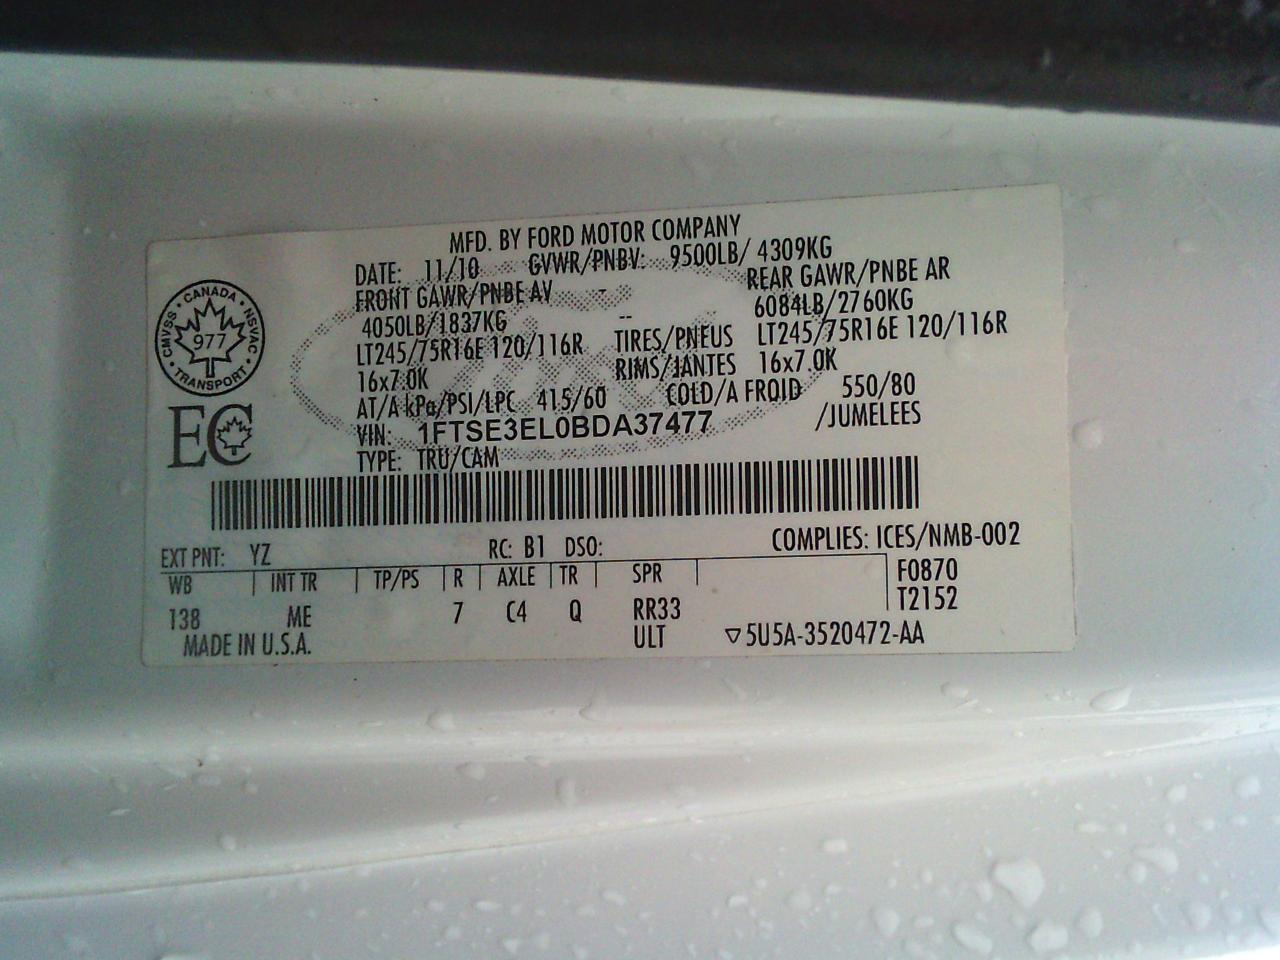 MFD. BY FORD MOTOR COMPANY
DATE: 11/10 GVWR/PNBV: 9500LB/ 4309KG
FRONT GAWR/PNBE AV - REAR GAWR/PNBE AR
4050LB/1837KG -- 6084LB/2760KG
LT245/75R16E 120/116R TIRES/PNEUS LT245/75R16E 120/116R
16x7.0K RIMS/JANTES 16x7.0K
AT/A kPa/PSI/LPC 415/60 COLD/A FROID 550/80
VIN: 1FTSE3EL0BDA37477 /JUMELEES
TYPE: TRU/CAM
CANADA
CMVSS • NSVAC
977
TRANSPORT
EC
EXT PNT: YZ RC: B1 DSO: COMPLIES: ICES/NMB-002
WB INT TR TP/PS R AXLE TR SPR F0870
T2152
138 ME 7 C4 Q RR33
MADE IN U.S.A. ULT ▽5U5A-3520472-AA